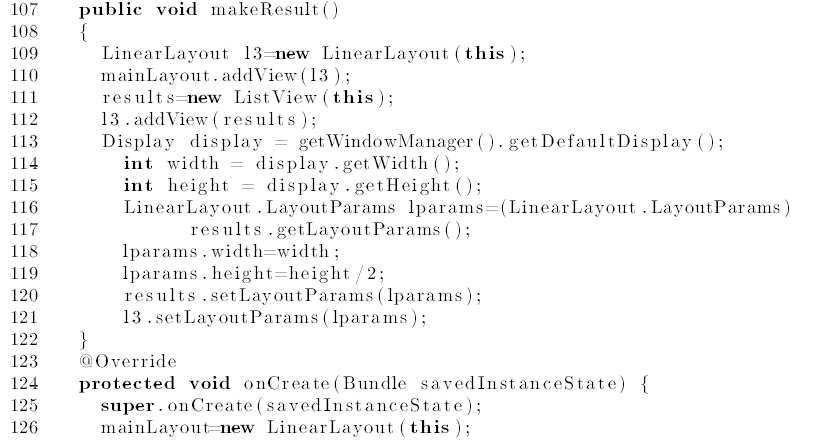 107 public void makeResult()
108 {
109 LinearLayout l3=new LinearLayout(this);
110 mainLayout.addView(l3);
111 results=new ListView(this);
112 l3.addView(results);
113 Display display = getWindowManager().getDefaultDisplay();
114 int width = display.getWidth();
115 int height = display.getHeight();
116 LinearLayout.LayoutParams lparams=(LinearLayout.LayoutParams)
117 results.getLayoutParams();
118 lparams.width=width;
119 lparams.height=height/2;
120 results.setLayoutParams(lparams);
121 l3.setLayoutParams(lparams);
122 }
123 @Override
124 protected void onCreate(Bundle savedInstanceState) {
125 super.onCreate(savedInstanceState);
126 mainLayout=new LinearLayout(this);